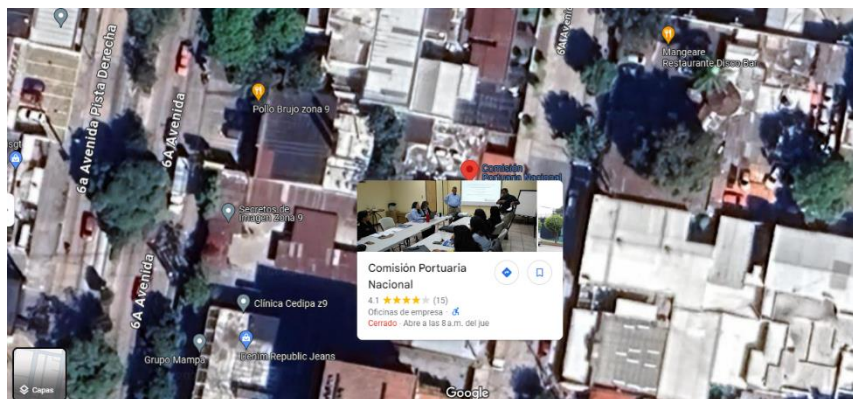 6a Avenida Pista Derecha
6A Avenida
Pollo Brujo zona 9
6A Avenida
Mangeare
Restaurante Disco Bar...
Comisión
Portuaria Nacional
Secretos de
Imagen Zona 9
6A Avenida
Clínica Cedipa z9
Grupo Mampa
Denim Republic Jeans
Comisión Portuaria
Nacional
4.1 (15)
Oficinas de empresa ·
Cerrado · Abre a las 8 a.m. del jue
Capas
Google